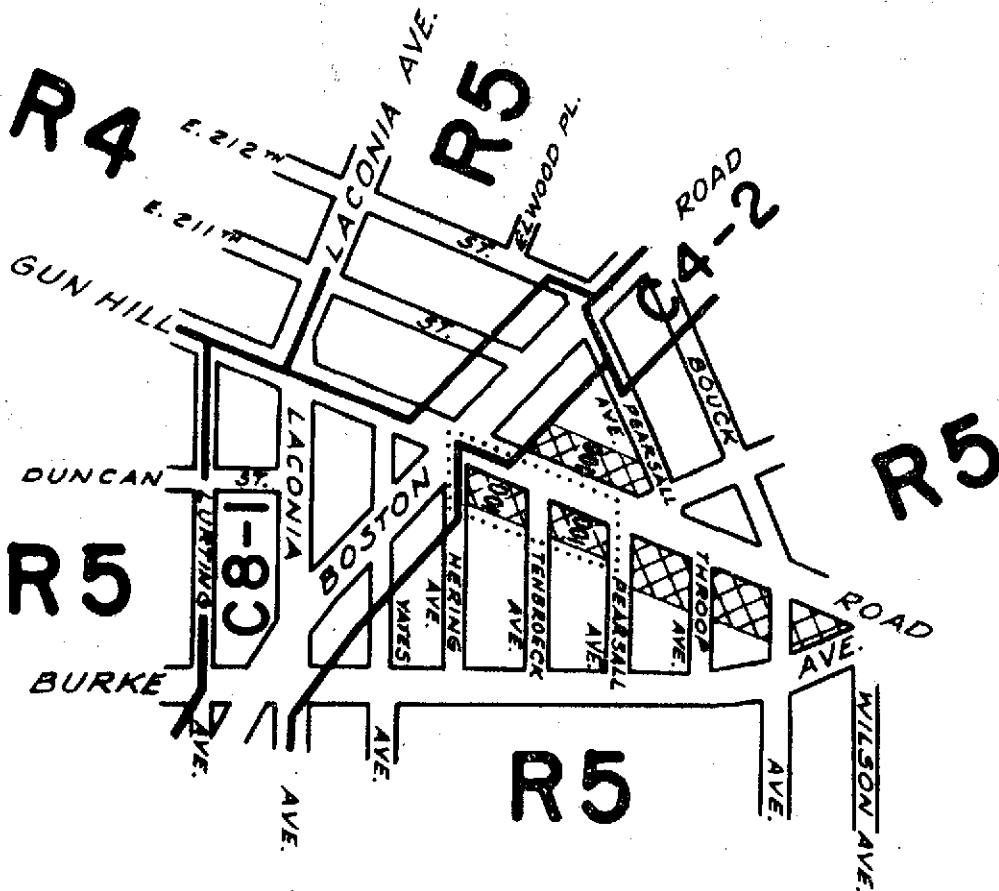 R4
R5
LACONIA AVE.
E. 212TH
ST.
ELWOOD PL.
E. 211TH
ST.
ROAD
C4-2
GUN HILL
BOUCK
PEARSALL
AVE.
LACONIA
BOSTON
DUNCAN
ST.
R5
LURTING
C8-1
R5
YATES
HERING
AVE.
TENBROECK
AVE.
PEARSALL
AVE.
THROOP
AVE.
ROAD
AVE.
BURKE
AVE.
AVE.
AVE.
R5
AVE.
WILSON AVE.